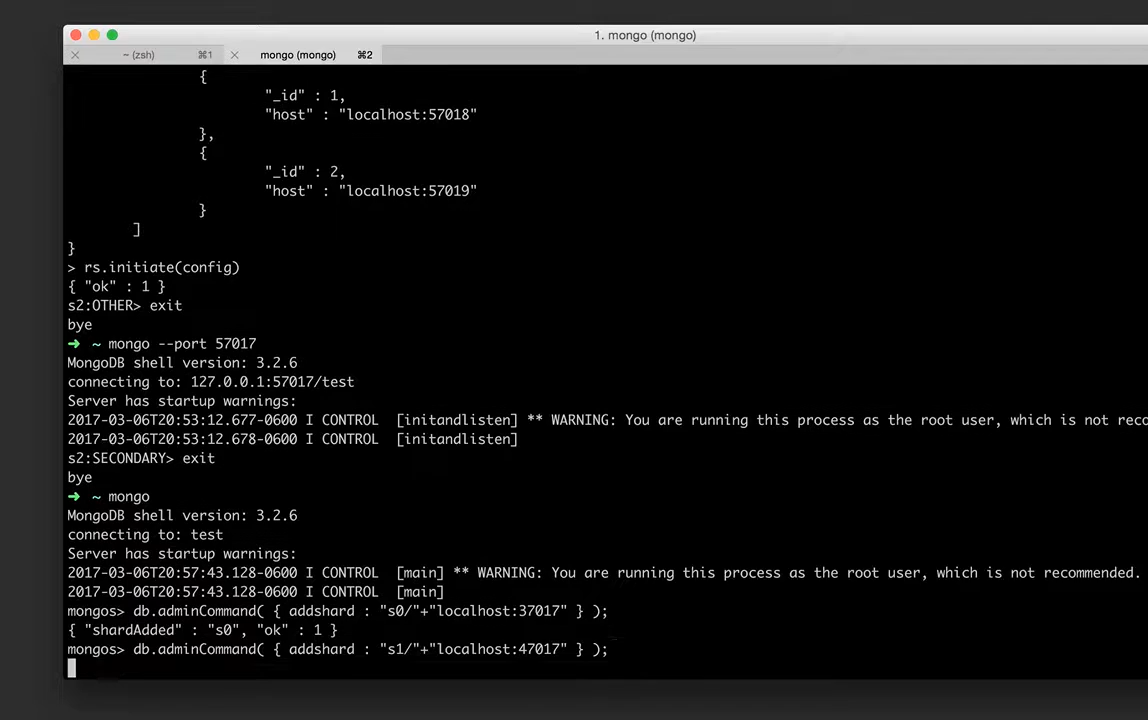 1. mongo (mongo)
~ (zsh) ⌘1 mongo (mongo) ⌘2
{
"_id" : 1,
"host" : "localhost:57018"
},
{
"_id" : 2,
"host" : "localhost:57019"
}
]
}
> rs.initiate(config)
{ "ok" : 1 }
s2:OTHER> exit
bye
➜ ~ mongo --port 57017
MongoDB shell version: 3.2.6
connecting to: 127.0.0.1:57017/test
Server has startup warnings:
2017-03-06T20:53:12.677-0600 I CONTROL  [initandlisten] ** WARNING: You are running this process as the root user, which is not reco
2017-03-06T20:53:12.678-0600 I CONTROL  [initandlisten]
s2:SECONDARY> exit
bye
➜ ~ mongo
MongoDB shell version: 3.2.6
connecting to: test
Server has startup warnings:
2017-03-06T20:57:43.128-0600 I CONTROL  [main] ** WARNING: You are running this process as the root user, which is not recommended.
2017-03-06T20:57:43.128-0600 I CONTROL  [main]
mongos> db.adminCommand( { addshard : "s0/"+"localhost:37017" } );
{ "shardAdded" : "s0", "ok" : 1 }
mongos> db.adminCommand( { addshard : "s1/"+"localhost:47017" } );